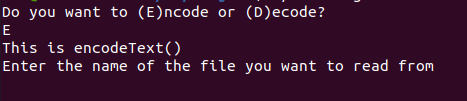 Do you want to (E)ncode or (D)ecode?
E
This is encodeText()
Enter the name of the file you want to read from